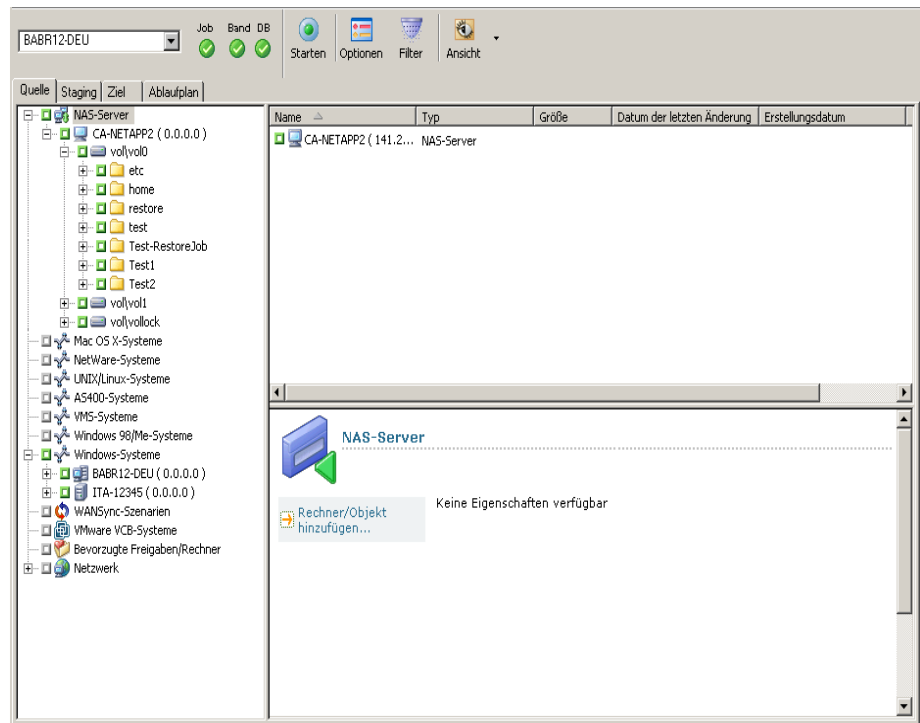 Job Band DB
BABR12-DEU
Starten Optionen Filter Ansicht
Quelle Staging Ziel Ablaufplan
NAS-Server
CA-NETAPP2 ( 0.0.0.0 )
vol\vol0
etc
home
restore
test
Test-RestoreJob
Test1
Test2
vol\vol1
vol\vollock
Mac OS X-Systeme
NetWare-Systeme
UNIX/Linux-Systeme
AS400-Systeme
VMS-Systeme
Windows 98/Me-Systeme
Windows-Systeme
BABR12-DEU ( 0.0.0.0 )
ITA-12345 ( 0.0.0.0 )
WANSync-Szenarien
VMware VCB-Systeme
Bevorzugte Freigaben/Rechner
Netzwerk
Name Typ Größe Datum der letzten Änderung Erstellungsdatum
CA-NETAPP2 ( 141.2... NAS-Server
NAS-Server
Rechner/Objekt
hinzufügen...
Keine Eigenschaften verfügbar